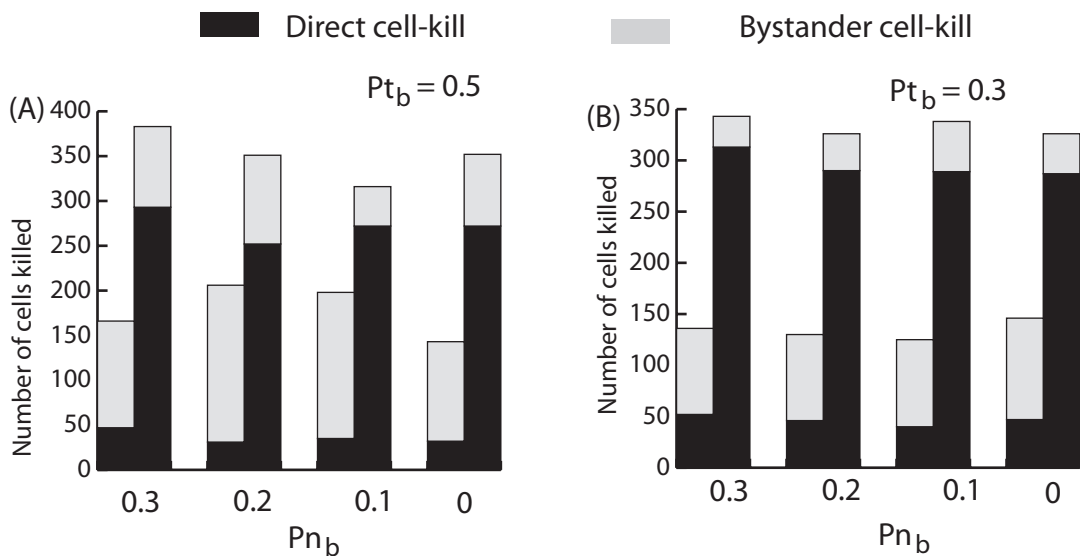 Direct cell-kill
Bystander cell-kill
(A)
Pt_b = 0.5
Number of cells killed
400
350
300
250
200
150
100
50
0
0.3 0.2 0.1 0
Pn_b
(B)
Pt_b = 0.3
Number of cells killed
350
300
250
200
150
100
50
0
0.3 0.2 0.1 0
Pn_b